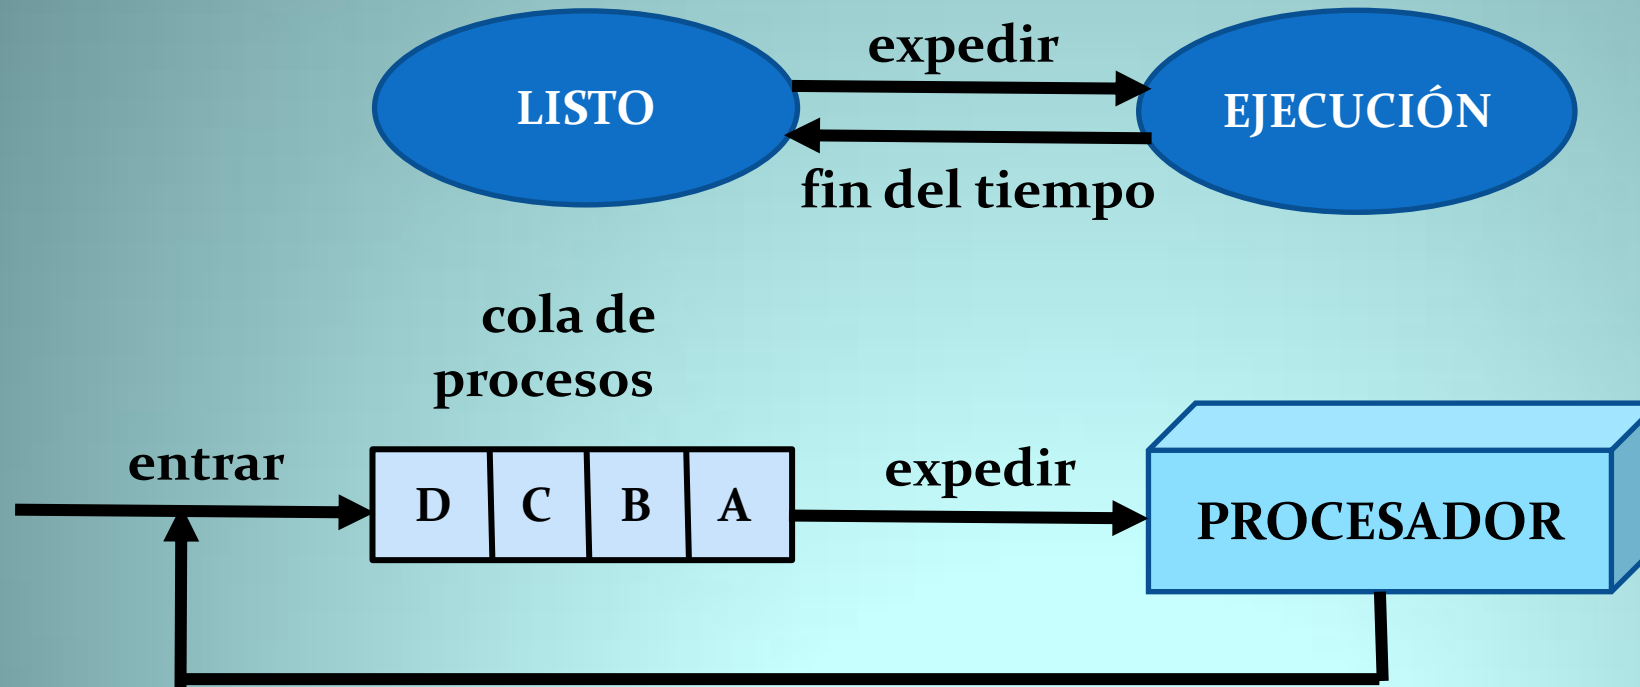 expedir
LISTO
EJECUCIÓN
fin del tiempo
cola de
procesos
entrar
expedir
D C B A
PROCESADOR